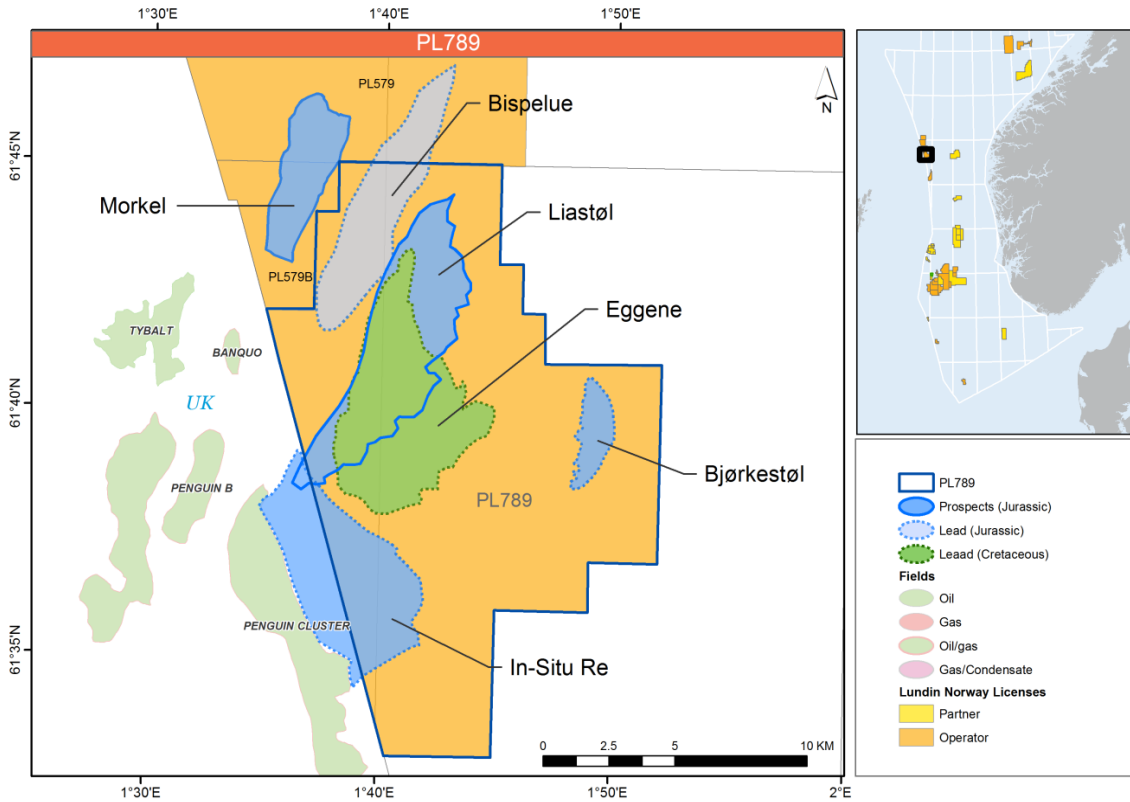 1°30'E
1°40'E
1°50'E
PL789
PL579
Bispelue
N
61°45'N
Morkel
Liastøl
PL579B
Eggene
TYBALT
BANQUO
61°40'N
UK
PENGUIN B
Bjørkestøl
PL789
PENGUIN CLUSTER
61°35'N
In-Situ Re
0 2.5 5 10 KM
1°30'E
1°40'E
1°50'E
2°E
PL789
Prospects (Jurassic)
Lead (Jurassic)
Leaad (Cretaceous)
Fields
Oil
Gas
Oil/gas
Gas/Condensate
Lundin Norway Licenses
Partner
Operator